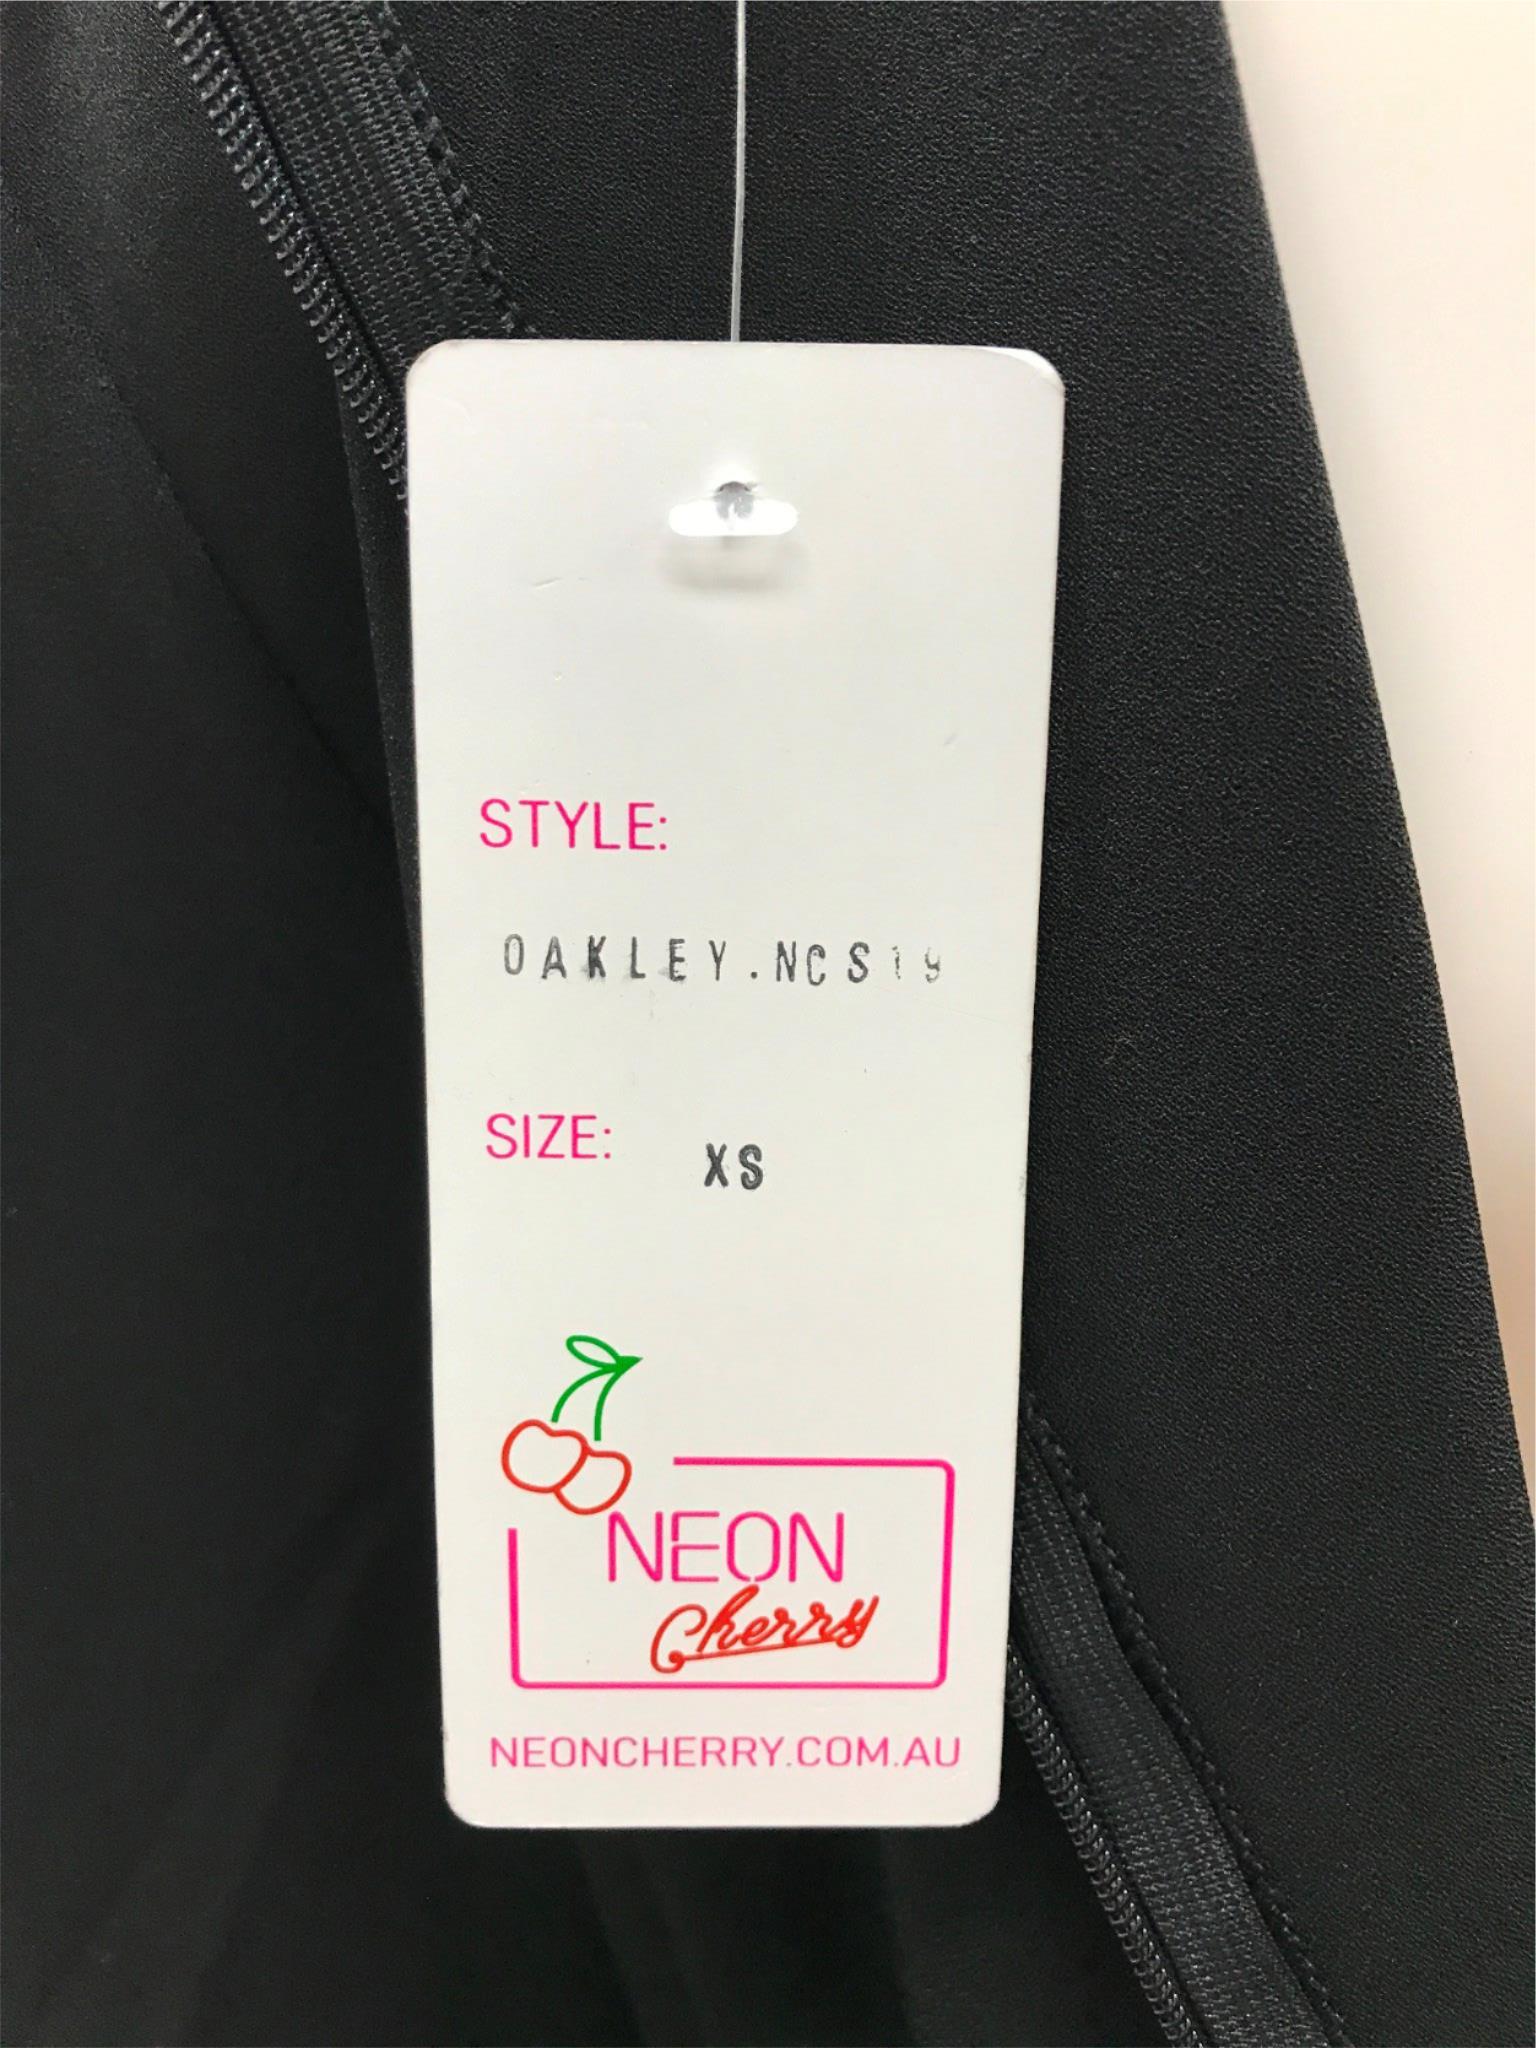 STYLE:
OAKLEY.NCS19
SIZE: XS
NEON
Cherry
NEONCHERRY.COM.AU